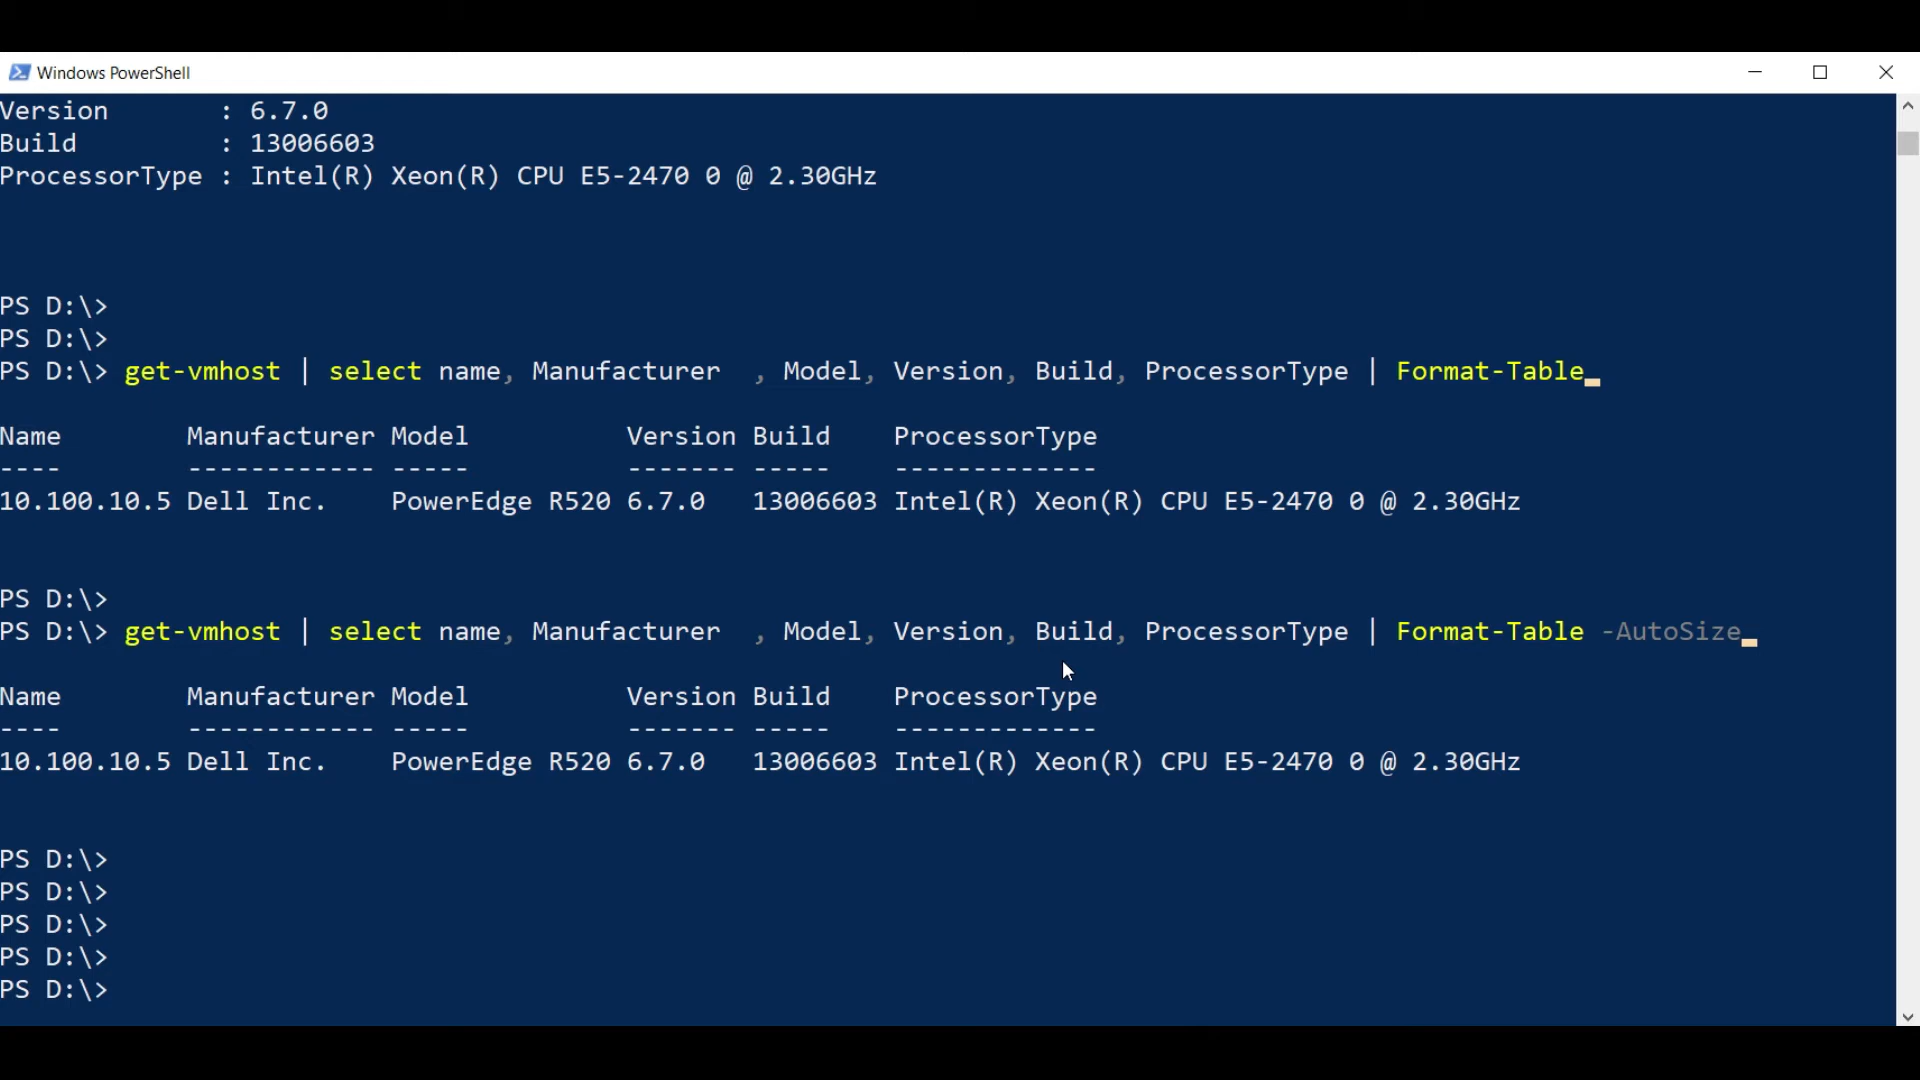 Windows PowerShell
Version       : 6.7.0
Build         : 13006603
ProcessorType : Intel(R) Xeon(R) CPU E5-2470 0 @ 2.30GHz
PS D:\>
PS D:\>
PS D:\> get-vmhost | select name, Manufacturer  , Model, Version, Build, ProcessorType | Format-Table
Name        Manufacturer Model          Version Build    ProcessorType
----        ------------ -----          ------- -----    -------------
10.100.10.5 Dell Inc.    PowerEdge R520 6.7.0   13006603 Intel(R) Xeon(R) CPU E5-2470 0 @ 2.30GHz
PS D:\>
PS D:\> get-vmhost | select name, Manufacturer  , Model, Version, Build, ProcessorType | Format-Table -AutoSize
Name        Manufacturer Model          Version Build    ProcessorType
----        ------------ -----          ------- -----    -------------
10.100.10.5 Dell Inc.    PowerEdge R520 6.7.0   13006603 Intel(R) Xeon(R) CPU E5-2470 0 @ 2.30GHz
PS D:\>
PS D:\>
PS D:\>
PS D:\>
PS D:\>